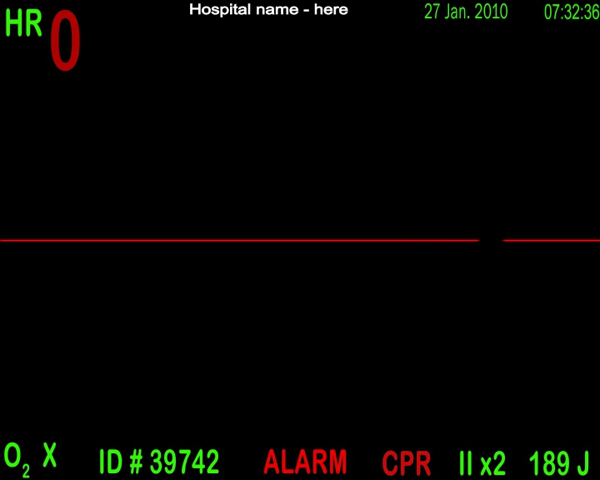 HR 0 Hospital name - here 27 Jan. 2010 07:32:36
O₂ X ID # 39742 ALARM CPR II x2 189 J